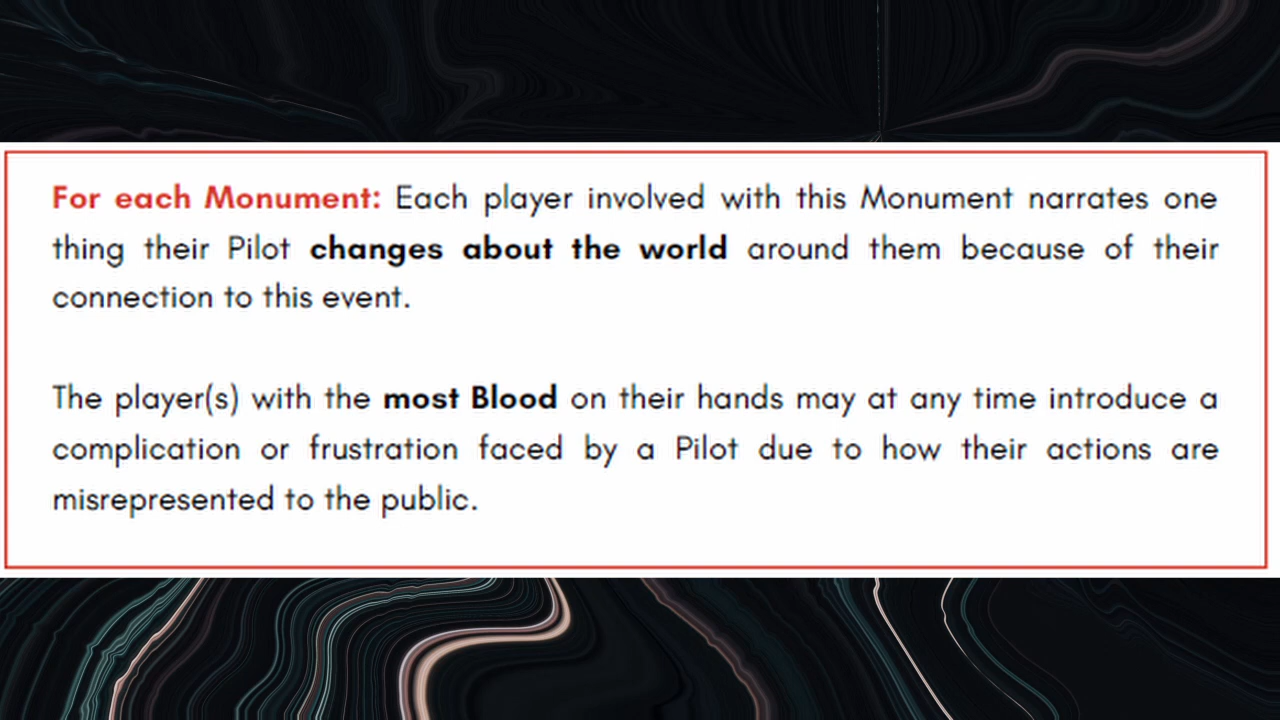 For each Monument: Each player involved with this Monument narrates one
thing their Pilot changes about the world around them because of their
connection to this event.
The player(s) with the most Blood on their hands may at any time introduce a
complication or frustration faced by a Pilot due to how their actions are
misrepresented to the public.